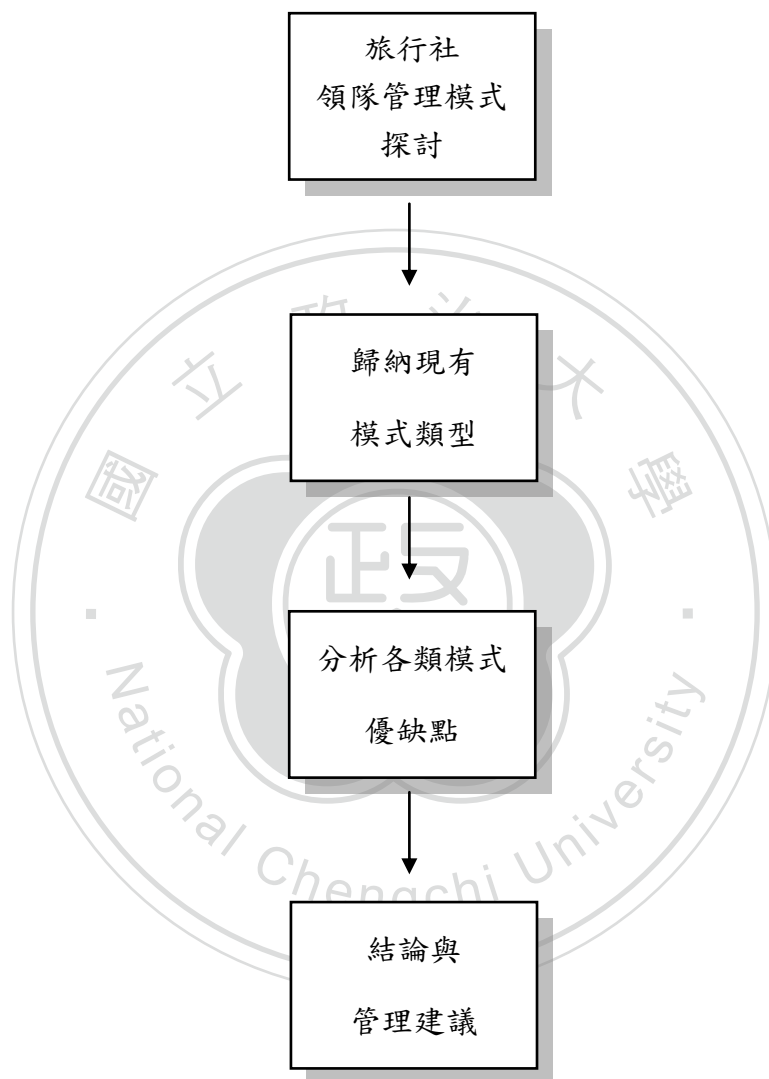 旅行社
領隊管理模式
探討
歸納現有
模式類型
分析各類模式
優缺點
結論與
管理建議
國立政治大學
政
National Chengchi University